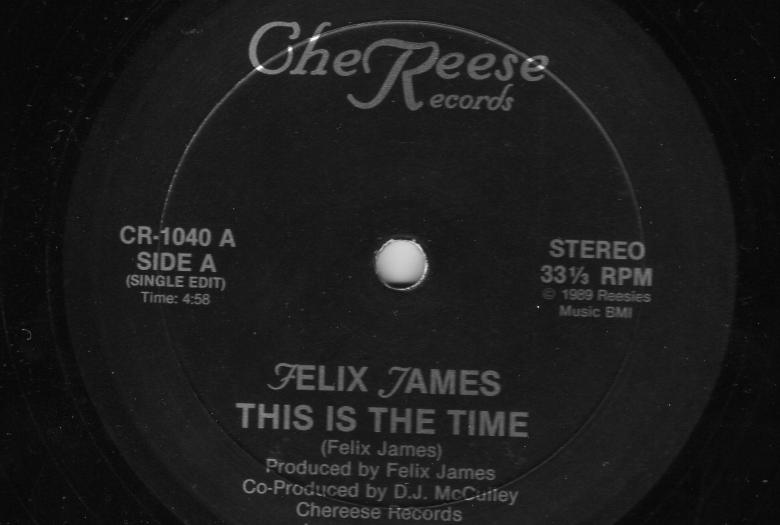 CheReese
Records
CR-1040 A
SIDE A
(SINGLE EDIT)
Time: 4:58
STEREO
33⅓ RPM
© 1989 Reesies
Music BMI
FELIX JAMES
THIS IS THE TIME
(Felix James)
Produced by Felix James
Co-Produced by D.J. McCulley
Chereese Records